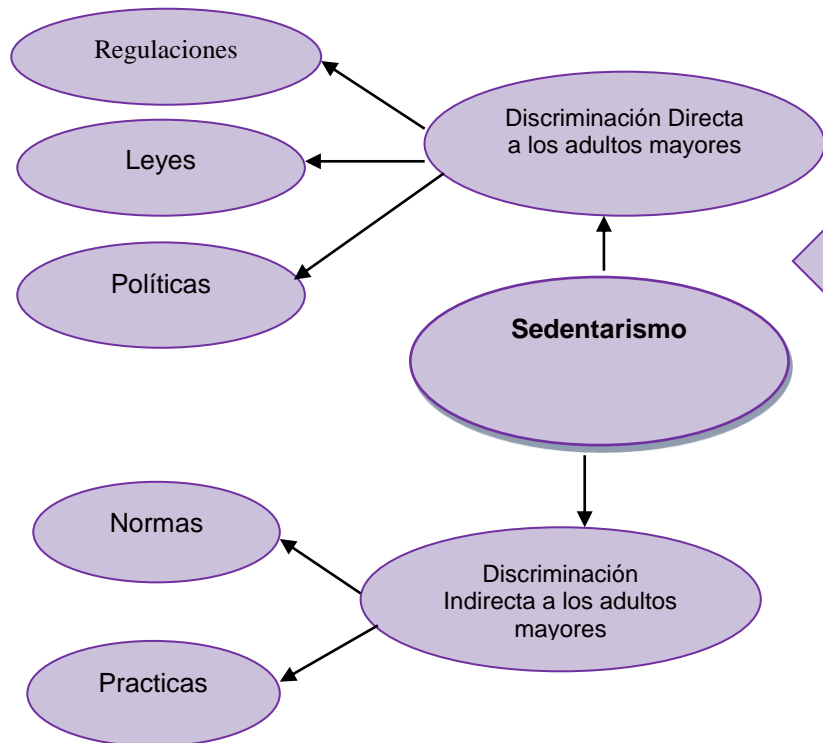 Regulaciones
Leyes
Políticas
Discriminación Directa
a los adultos mayores
Sedentarismo
Normas
Practicas
Discriminación
Indirecta a los adultos
mayores